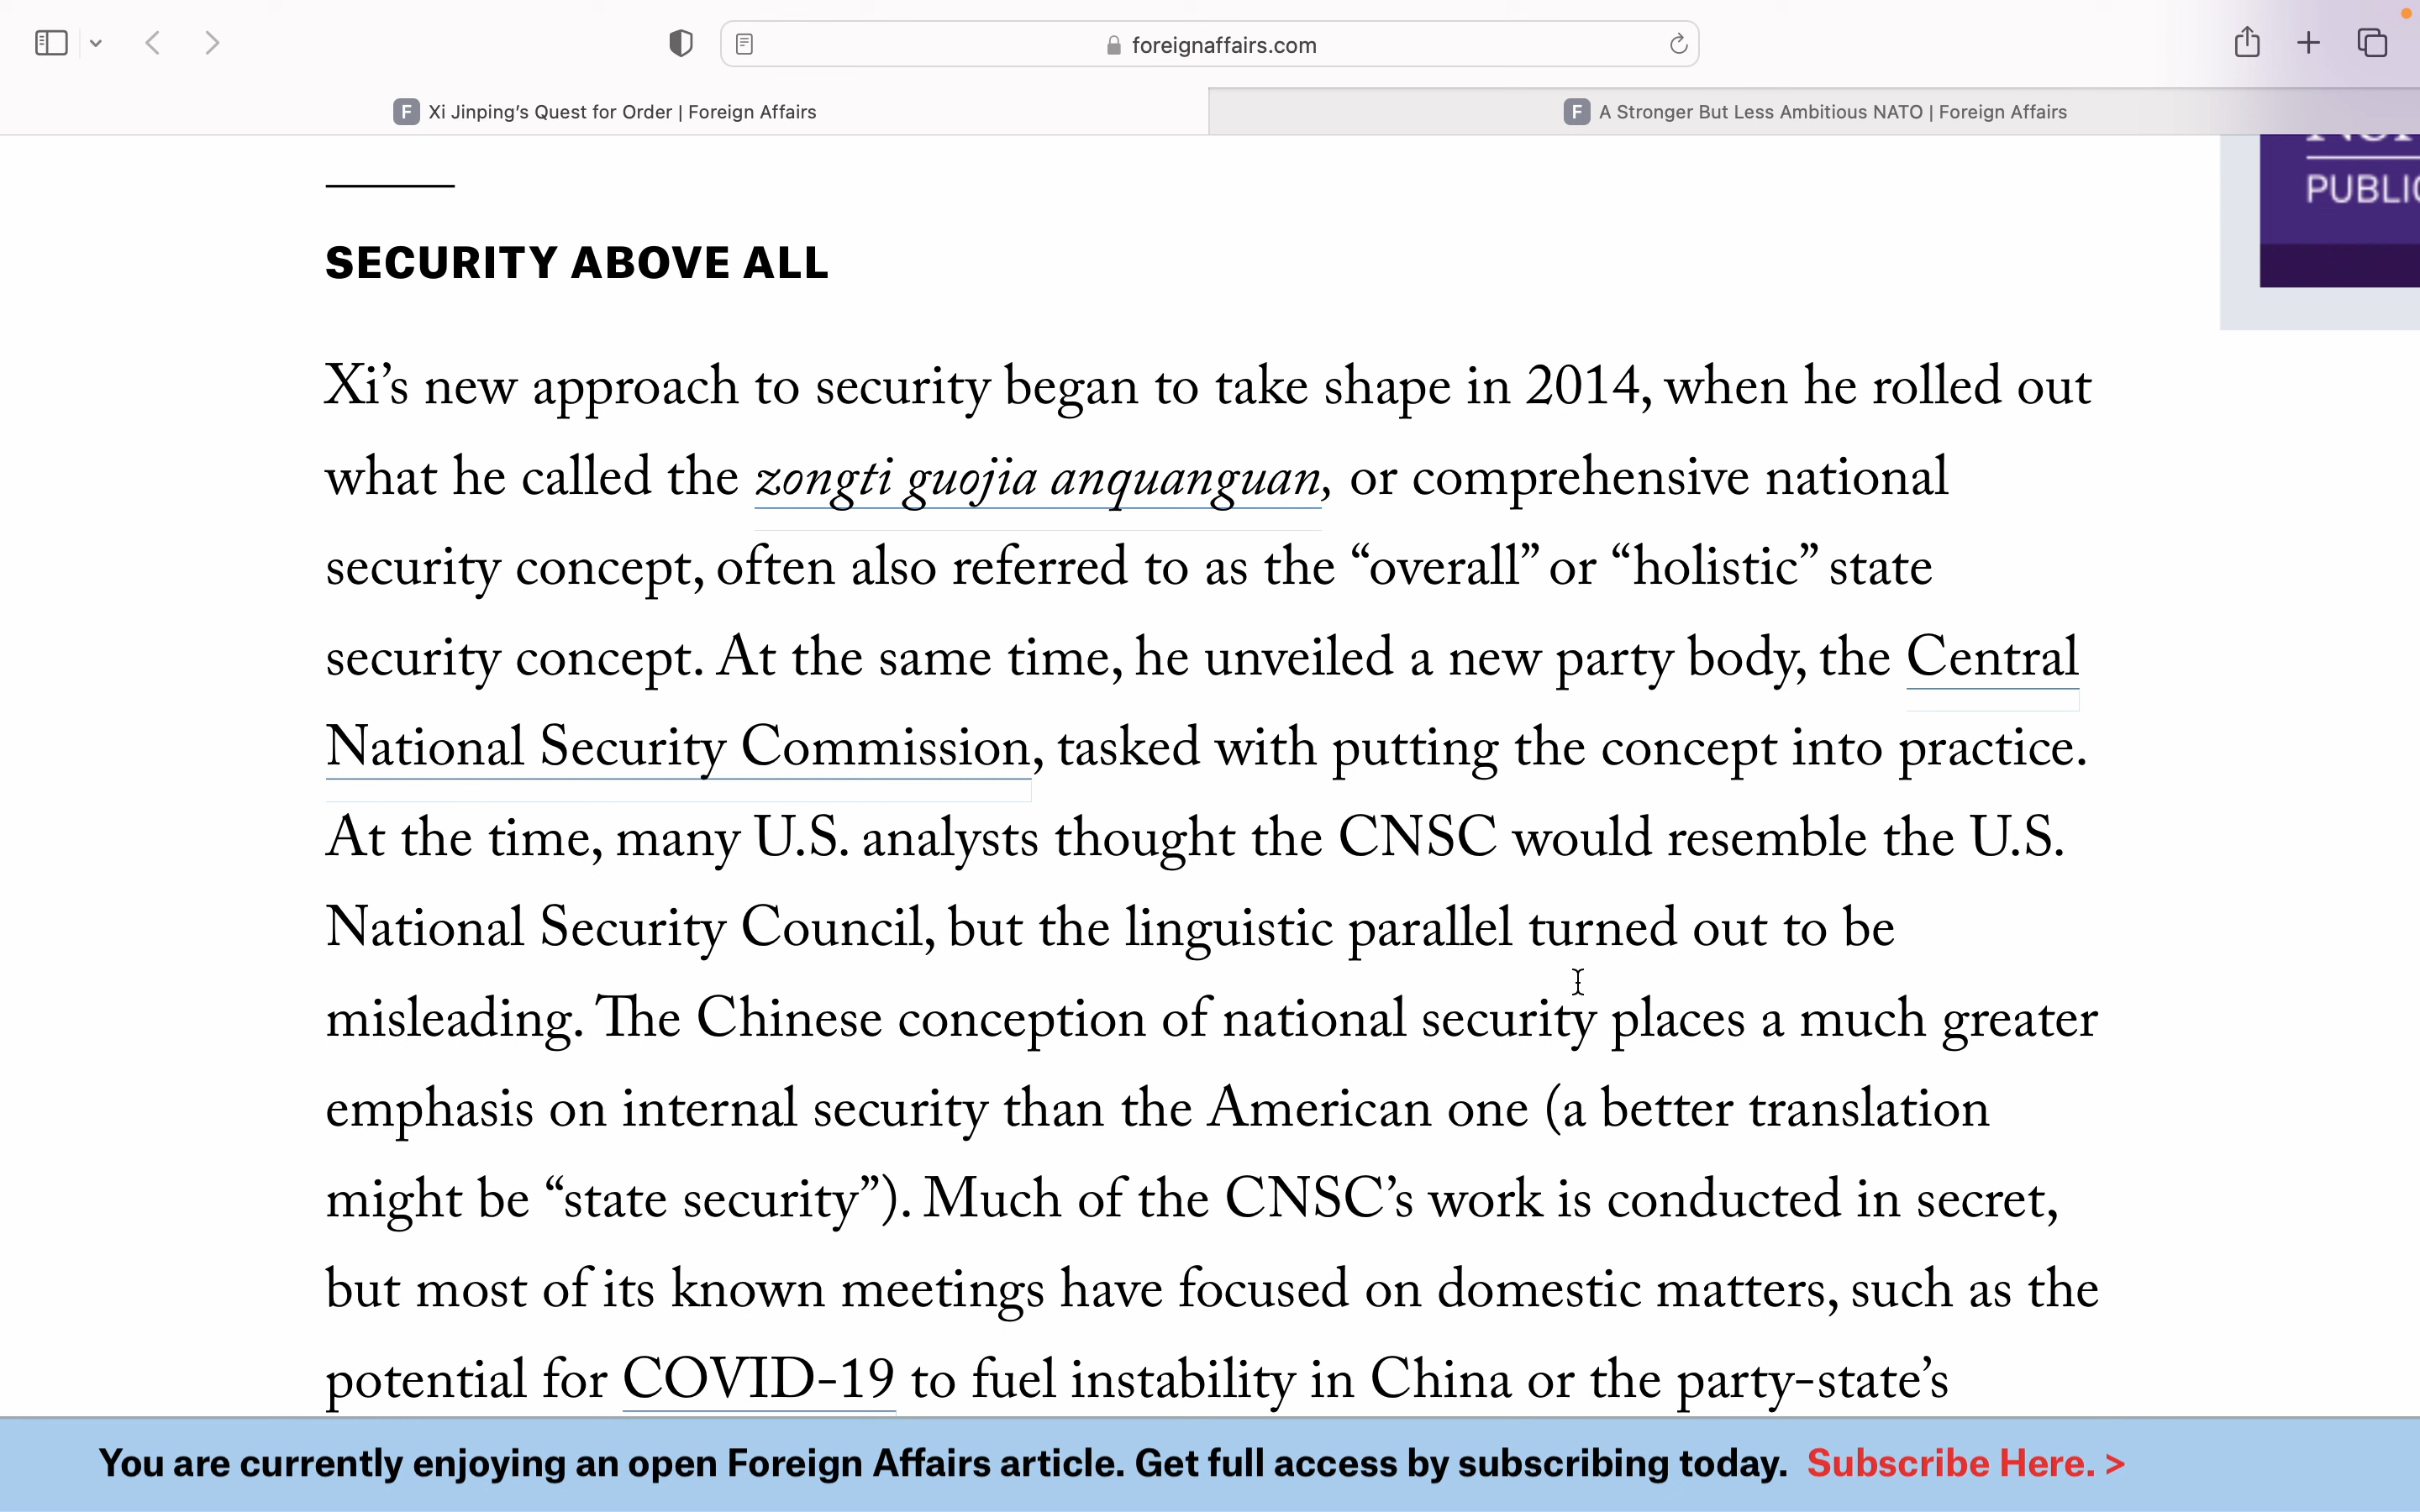 foreignaffairs.com
F Xi Jinping’s Quest for Order | Foreign Affairs
F A Stronger But Less Ambitious NATO | Foreign Affairs
SECURITY ABOVE ALL
Xi’s new approach to security began to take shape in 2014, when he rolled out
what he called the zongti guojia anquanguan, or comprehensive national
security concept, often also referred to as the “overall” or “holistic” state
security concept. At the same time, he unveiled a new party body, the Central
National Security Commission, tasked with putting the concept into practice.
At the time, many U.S. analysts thought the CNSC would resemble the U.S.
National Security Council, but the linguistic parallel turned out to be
misleading. The Chinese conception of national security places a much greater
emphasis on internal security than the American one (a better translation
might be “state security”). Much of the CNSC’s work is conducted in secret,
but most of its known meetings have focused on domestic matters, such as the
potential for COVID-19 to fuel instability in China or the party-state’s
You are currently enjoying an open Foreign Affairs article. Get full access by subscribing today. Subscribe Here. >